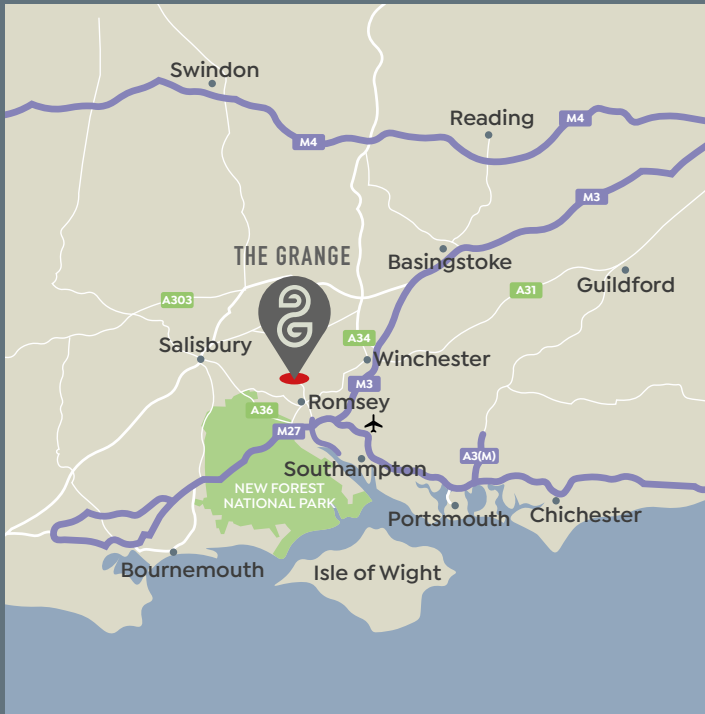 Swindon
Reading
M4
M4
M3
THE GRANGE
Basingstoke
Guildford
A303
A31
G
G
A34
Salisbury
Winchester
M3
Romsey
A36
M27
A3(M)
Southampton
NEW FOREST
NATIONAL PARK
Portsmouth
Chichester
Bournemouth
Isle of Wight